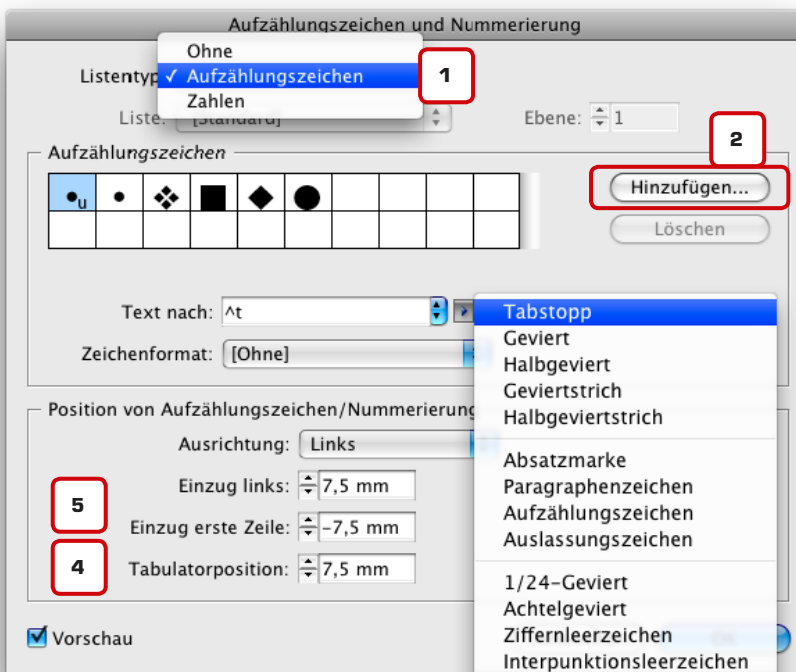 Aufzählungszeichen und Nummerierung
Ohne
Listentyp ✓ Aufzählungszeichen
1
Zahlen
Liste: [Standard]
Ebene: 1
2
Aufzählungszeichen
u
Hinzufügen...
Löschen
Text nach: ^t
Zeichenformat: [Ohne]
Tabstopp
Geviert
Halbgeviert
Geviertstrich
Halbgeviertstrich
Absatzmarke
Paragraphenzeichen
Aufzählungszeichen
Auslassungszeichen
1/24-Geviert
Achtelgeviert
Ziffernleerzeichen
Interpunktionsleerzeichen
Position von Aufzählungszeichen/Nummerierung
Ausrichtung: Links
Einzug links: 7,5 mm
5
Einzug erste Zeile: -7,5 mm
4
Tabulatorposition: 7,5 mm
Vorschau